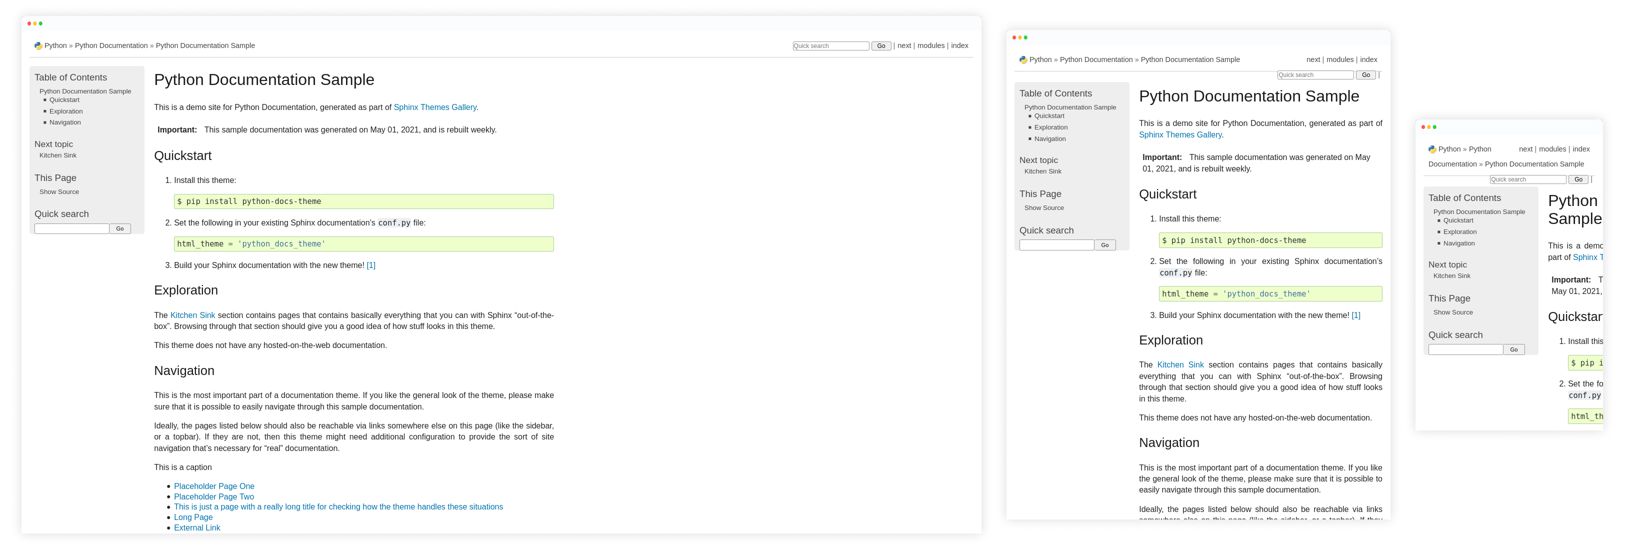 Python » Python Documentation » Python Documentation Sample
Quick search Go | next | modules | index
Table of Contents
Python Documentation Sample
Quickstart
Exploration
Navigation
Next topic
Kitchen Sink
This Page
Show Source
Quick search
Go
Python Documentation Sample
This is a demo site for Python Documentation, generated as part of Sphinx Themes Gallery.
Important: This sample documentation was generated on May 01, 2021, and is rebuilt weekly.
Quickstart
1. Install this theme:
$ pip install python-docs-theme
2. Set the following in your existing Sphinx documentation's conf.py file:
html_theme = 'python_docs_theme'
3. Build your Sphinx documentation with the new theme! [1]
Exploration
The Kitchen Sink section contains pages that contains basically everything that you can with Sphinx “out-of-the-
box”. Browsing through that section should give you a good idea of how stuff looks in this theme.
This theme does not have any hosted-on-the-web documentation.
Navigation
This is the most important part of a documentation theme. If you like the general look of the theme, please make
sure that it is possible to easily navigate through this sample documentation.
Ideally, the pages listed below should also be reachable via links somewhere else on this page (like the sidebar,
or a topbar). If they are not, then this theme might need additional configuration to provide the sort of site
navigation that's necessary for “real” documentation.
This is a caption
Placeholder Page One
Placeholder Page Two
This is just a page with a really long title for checking how the theme handles these situations
Long Page
External Link
Python » Python Documentation » Python Documentation Sample
next | modules | index
Quick search Go |
Table of Contents
Python Documentation Sample
Quickstart
Exploration
Navigation
Next topic
Kitchen Sink
This Page
Show Source
Quick search
Go
Python Documentation Sample
This is a demo site for Python Documentation, generated as part of
Sphinx Themes Gallery.
Important: This sample documentation was generated on May
01, 2021, and is rebuilt weekly.
Quickstart
1. Install this theme:
$ pip install python-docs-theme
2. Set the following in your existing Sphinx documentation's
conf.py file:
html_theme = 'python_docs_theme'
3. Build your Sphinx documentation with the new theme! [1]
Exploration
The Kitchen Sink section contains pages that contains basically
everything that you can with Sphinx “out-of-the-box”. Browsing
through that section should give you a good idea of how stuff looks
in this theme.
This theme does not have any hosted-on-the-web documentation.
Navigation
This is the most important part of a documentation theme. If you like
the general look of the theme, please make sure that it is possible to
easily navigate through this sample documentation.
Ideally, the pages listed below should also be reachable via links
somewhere else on this page (like the sidebar, or a topbar). If they
Python » Python
next | modules | index
Documentation » Python Documentation Sample
Quick search Go |
Table of Contents
Python Documentation Sample
Quickstart
Exploration
Navigation
Next topic
Kitchen Sink
This Page
Show Source
Quick search
Go
Python
Sample
This is a demo
part of Sphinx T
Important: T
May 01, 2021,
Quickstar
1. Install this
$ pip i
2. Set the fo
conf.py
html_th